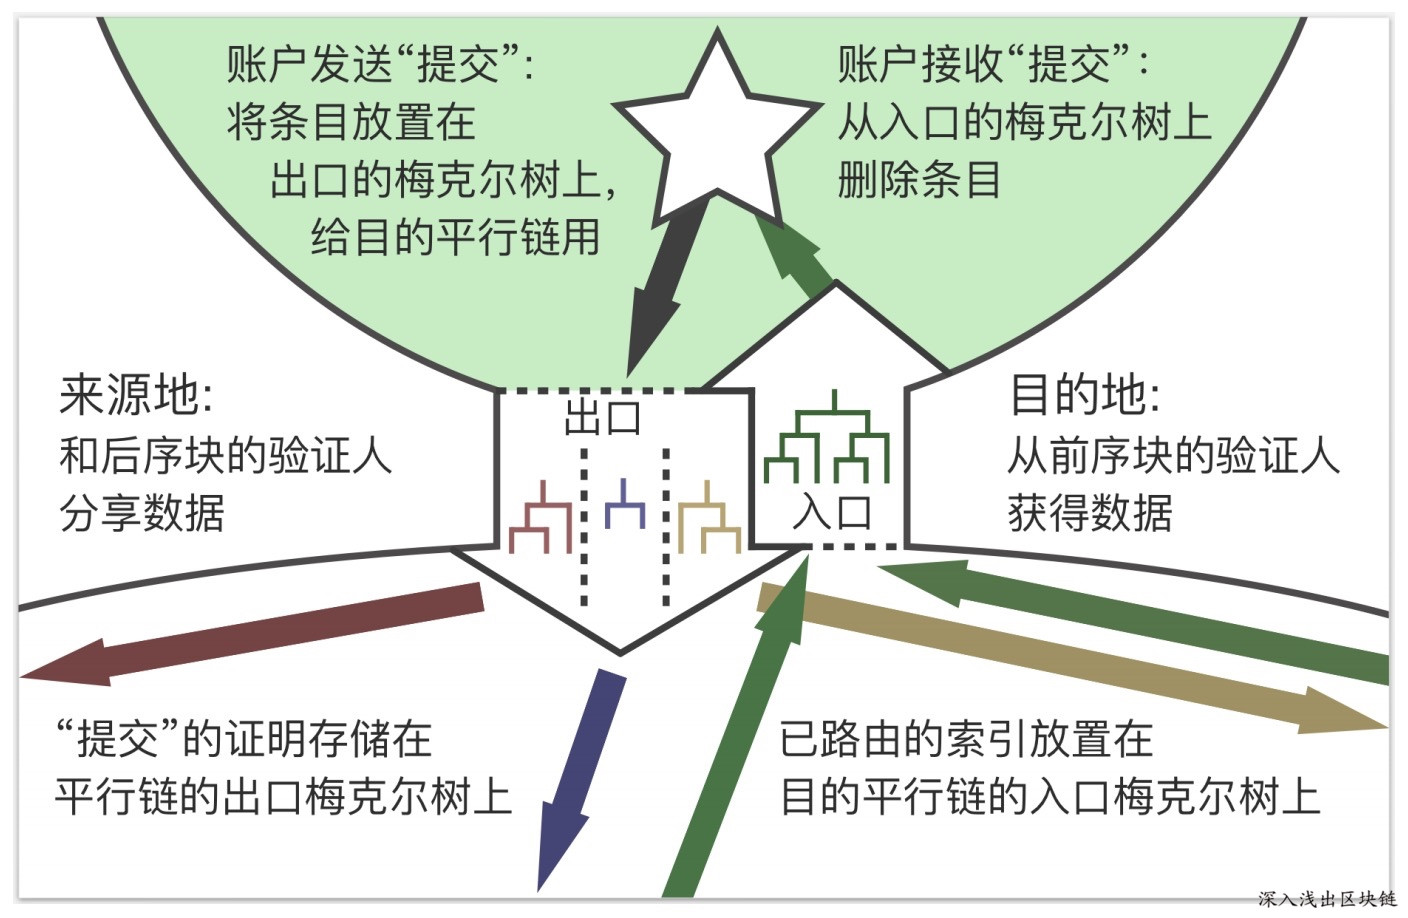 账户发送“提交”:
将条目放置在
出口的梅克尔树上,
给目的平行链用
账户接收“提交”:
从入口的梅克尔树上
删除条目
来源地:
和后序块的验证人
分享数据
出口
入口
目的地:
从前序块的验证人
获得数据
“提交”的证明存储在
平行链的出口梅克尔树上
已路由的索引放置在
目的平行链的入口梅克尔树上
深入浅出区块链